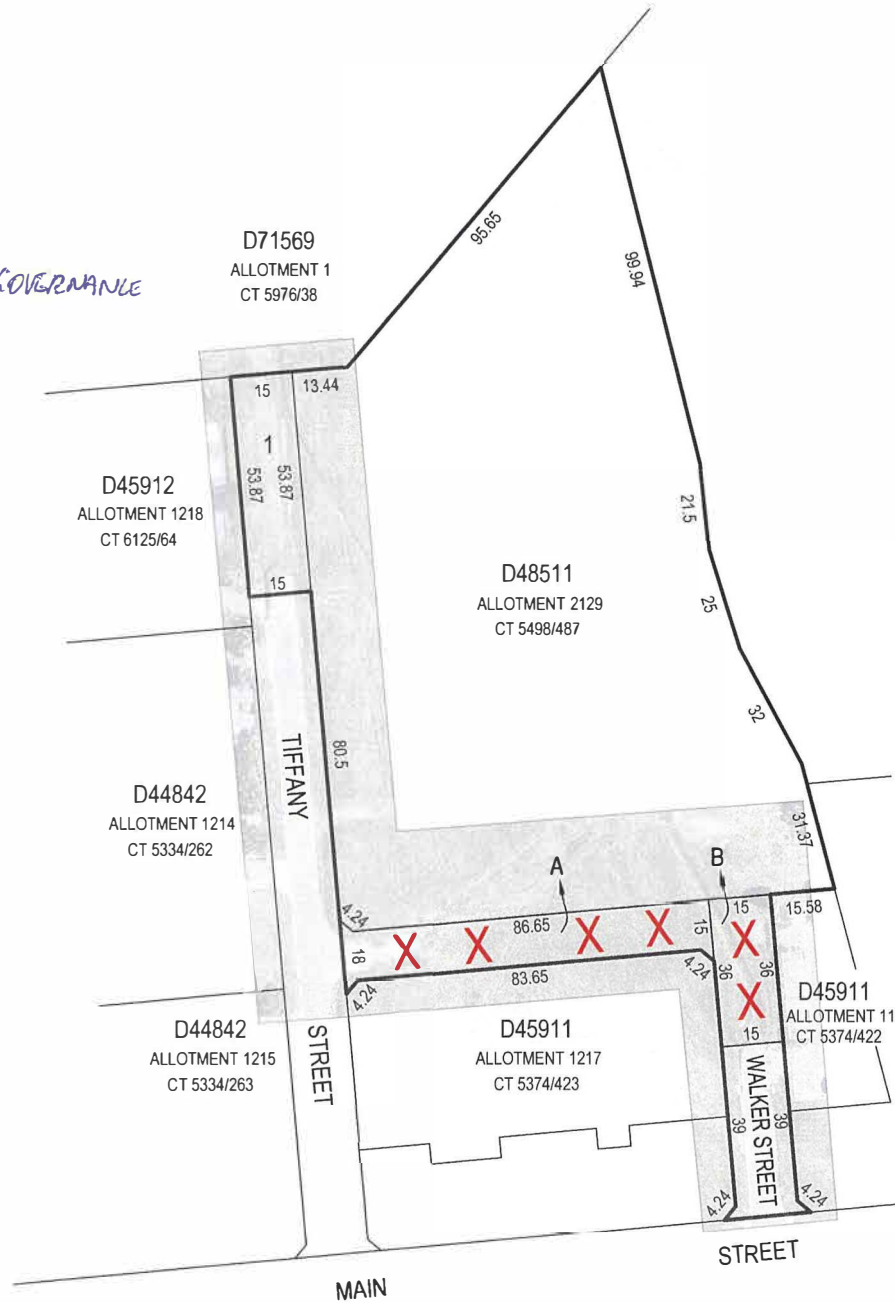 95.65
D71569
ALLOTMENT 1
CT 5976/38
99.94
15
13.44
1
53.87
53.87
D45912
ALLOTMENT 1218
CT 6125/64
21.5
15
D48511
ALLOTMENT 2129
CT 5498/487
25
32
TIFFANY
80.5
D44842
ALLOTMENT 1214
CT 5334/262
31.37
A
B
4.24
86.65
15
15
15.58
18
X
X
X
X
X
4.24
83.65
4.24
36
36
X
D45911
ALLOTMENT 11
CT 5374/422
D44842
ALLOTMENT 1215
CT 5334/263
STREET
D45911
ALLOTMENT 1217
CT 5374/423
15
WALKER STREET
39
39
4.24
4.24
STREET
MAIN